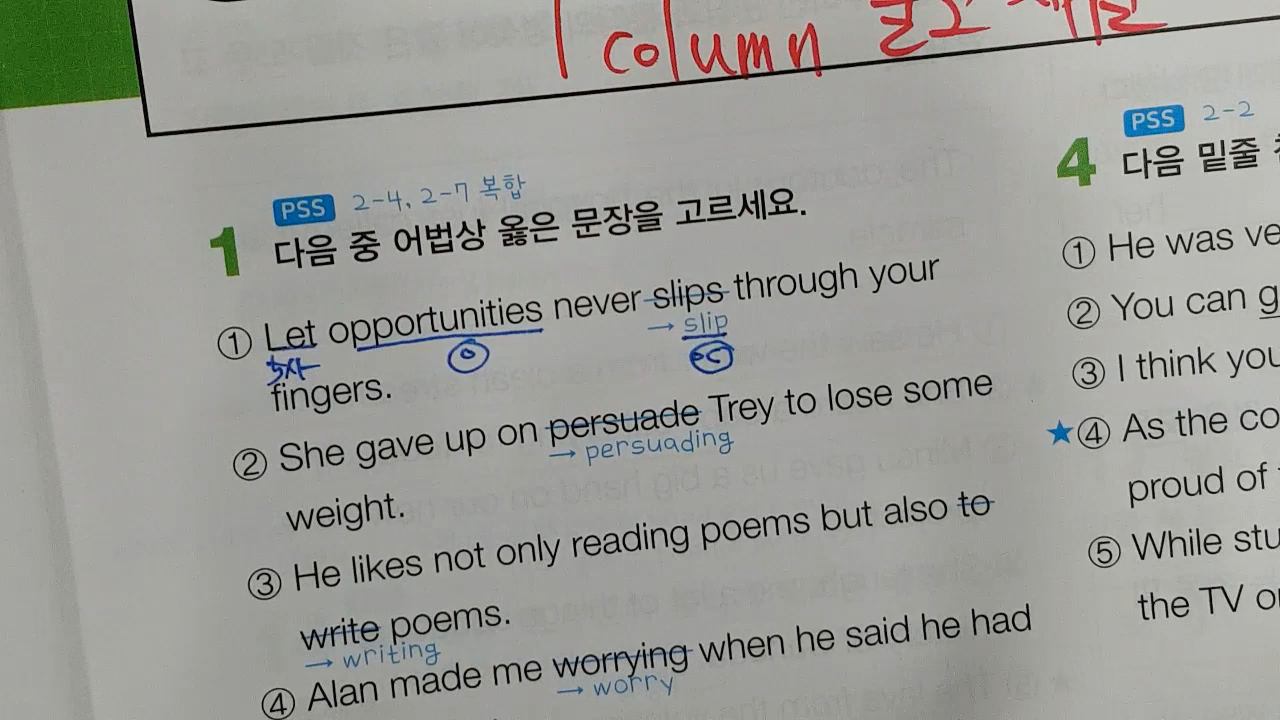 column
PSS 2-4, 2-7 복합
1 다음 중 어법상 옳은 문장을 고르세요.
① Let opportunities never slips through your
→ slip
동사 O OC
fingers.
② She gave up on persuade Trey to lose some
→ persuading
weight.
③ He likes not only reading poems but also to
write poems.
→ writing
④ Alan made me worrying when he said he had
→ worry
PSS 2-2
4 다음 밑줄
① He was ve
② You can g
③ I think you
★④ As the co
proud of
⑤ While stu
the TV o